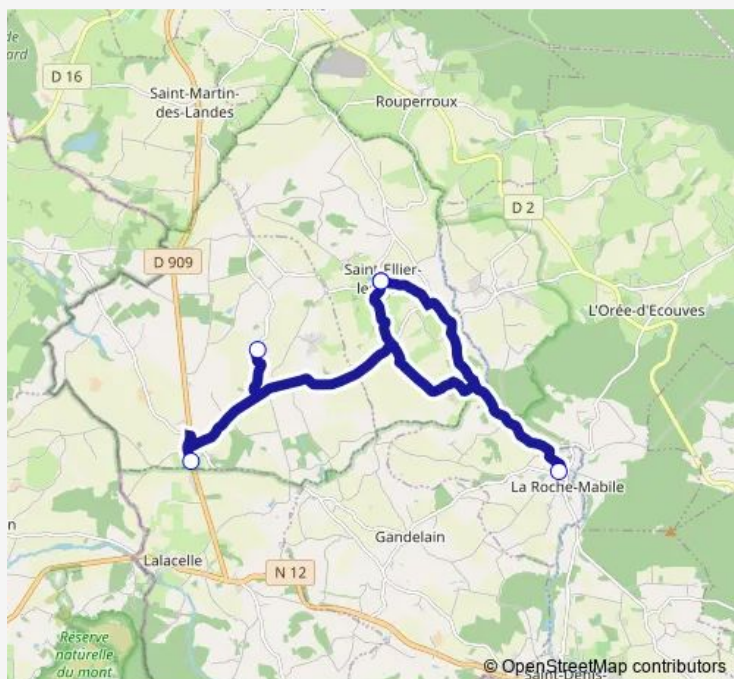 D 16
Saint-Martin-
des-Landes
Rouperroux
D 2
D 909
Saint-Ellier-
L'Orée-d'Ecouves
La Roche-Mabile
Gandelain
Lalacelle
N 12
Réserve
naturelle
du mont
© OpenStreetMap contributors